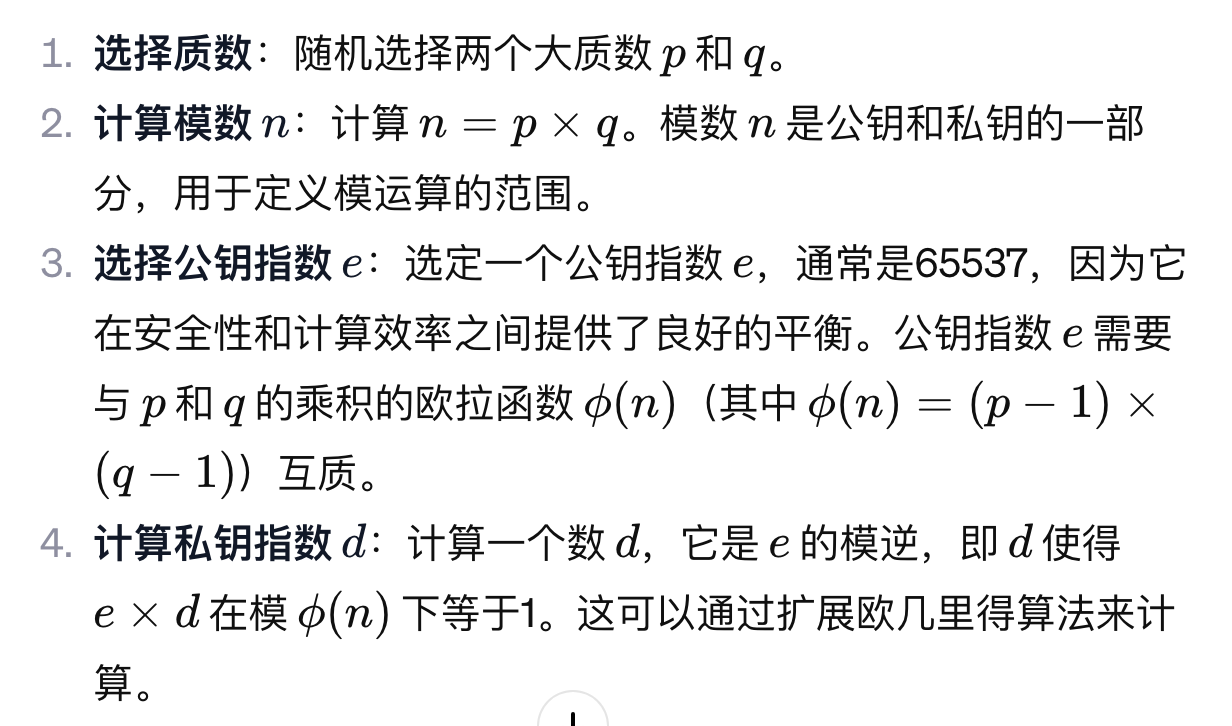 1. 选择质数：随机选择两个大质数 p 和 q。
2. 计算模数 n：计算 n = p × q。模数 n 是公钥和私钥的一部
分，用于定义模运算的范围。
3. 选择公钥指数 e：选定一个公钥指数 e，通常是65537，因为它
在安全性和计算效率之间提供了良好的平衡。公钥指数 e 需要
与 p 和 q 的乘积的欧拉函数 ϕ(n)（其中 ϕ(n) = (p − 1) ×
(q − 1)）互质。
4. 计算私钥指数 d：计算一个数 d，它是 e 的模逆，即 d 使得
e × d 在模 ϕ(n) 下等于1。这可以通过扩展欧几里得算法来计
算。